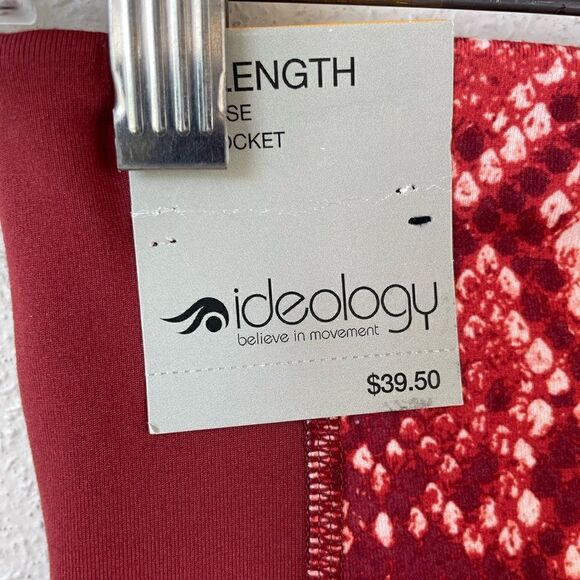 LENGTH
SE
OCKET
ideology
believe in movement
$39.50